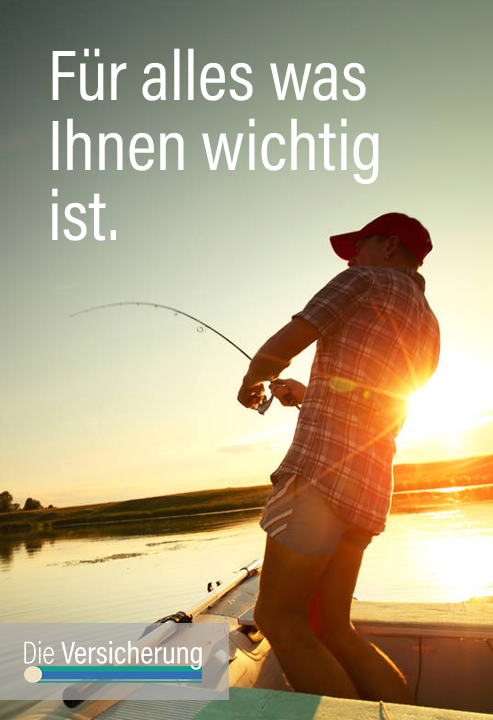 Für alles was
Ihnen wichtig
ist.
Die Versicherung